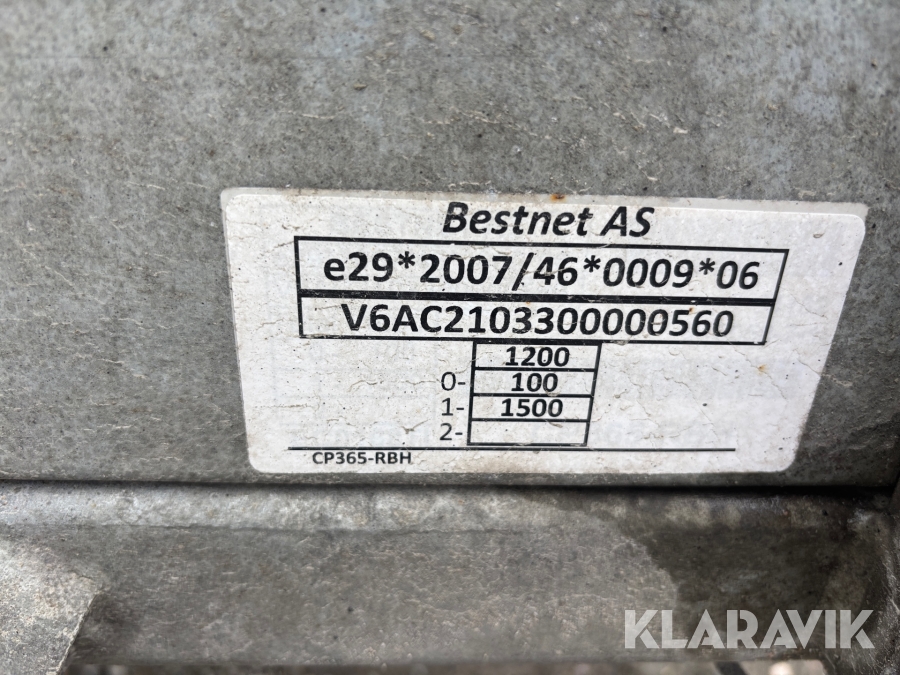 Bestnet AS
e29*2007/46*0009*06
V6AC2103300000560
1200
0- 100
1- 1500
2-
CP365-RBH
KLARAVIK